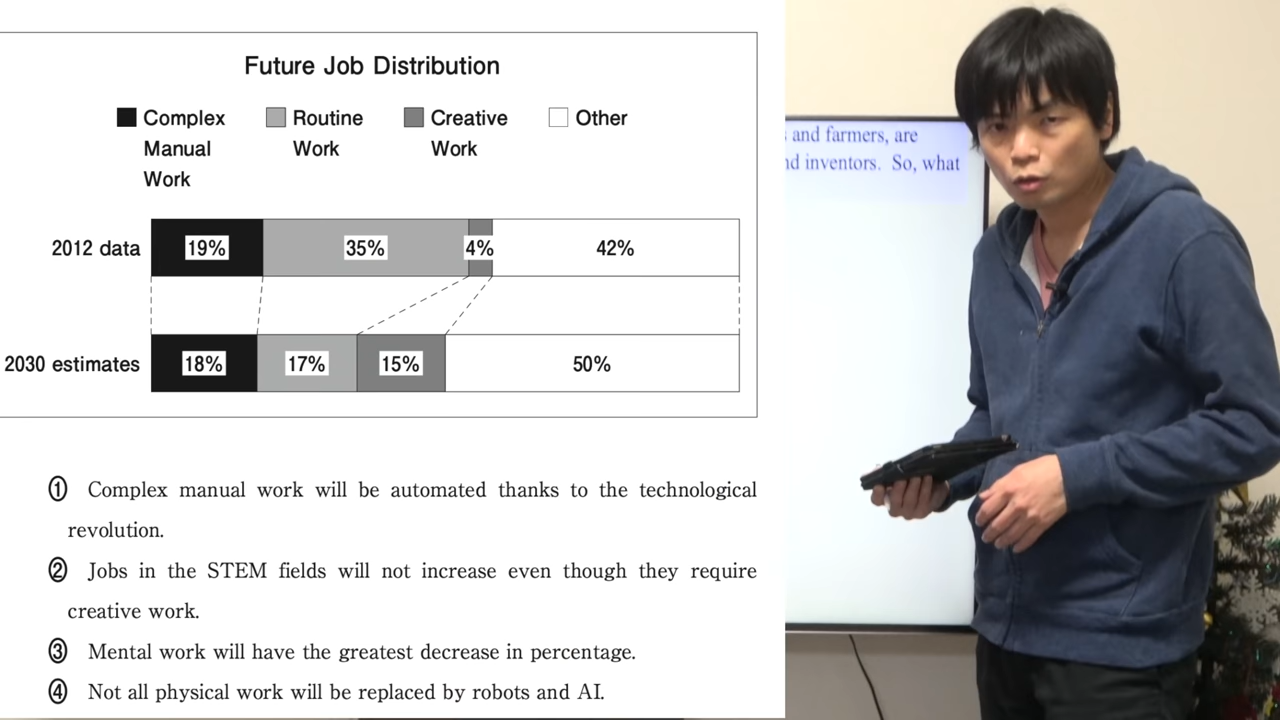 Future Job Distribution
Complex Manual Work
Routine Work
Creative Work
Other
2012 data
19%
35%
4%
42%
2030 estimates
18%
17%
15%
50%
① Complex manual work will be automated thanks to the technological
revolution.
② Jobs in the STEM fields will not increase even though they require
creative work.
③ Mental work will have the greatest decrease in percentage.
④ Not all physical work will be replaced by robots and AI.
and farmers, are
inventors. So, what